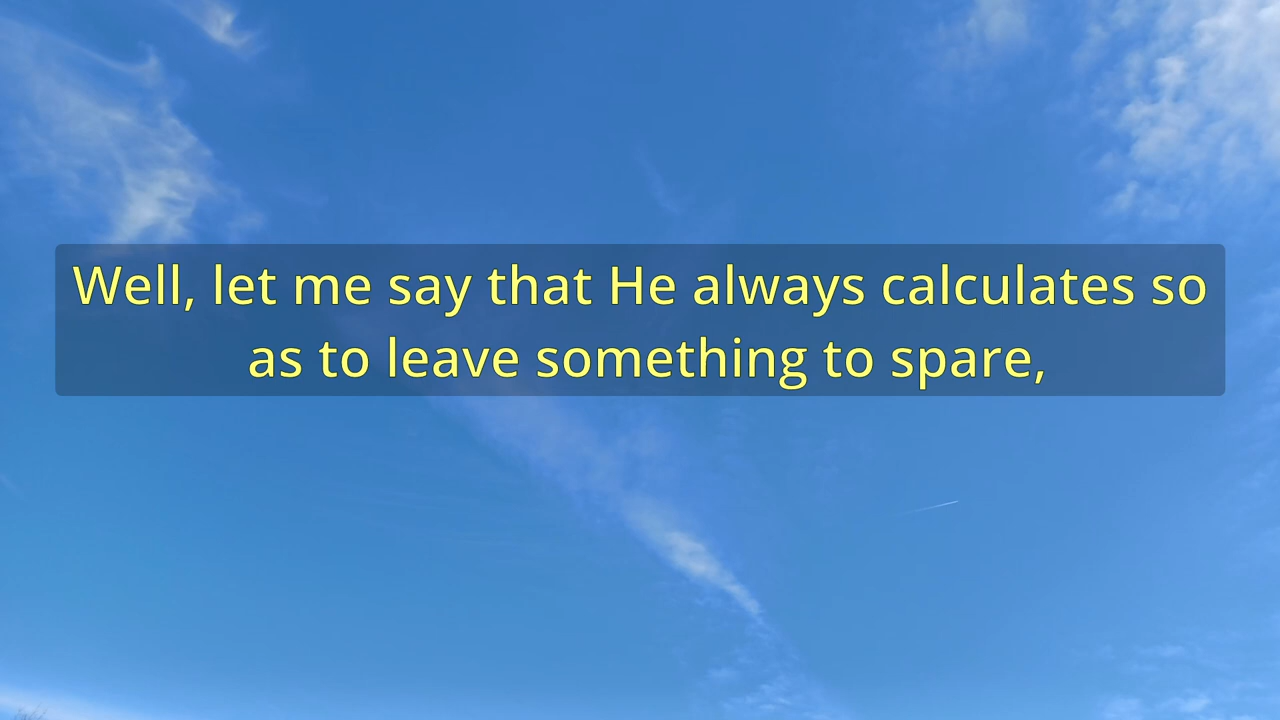 Well, let me say that He always calculates so
as to leave something to spare,